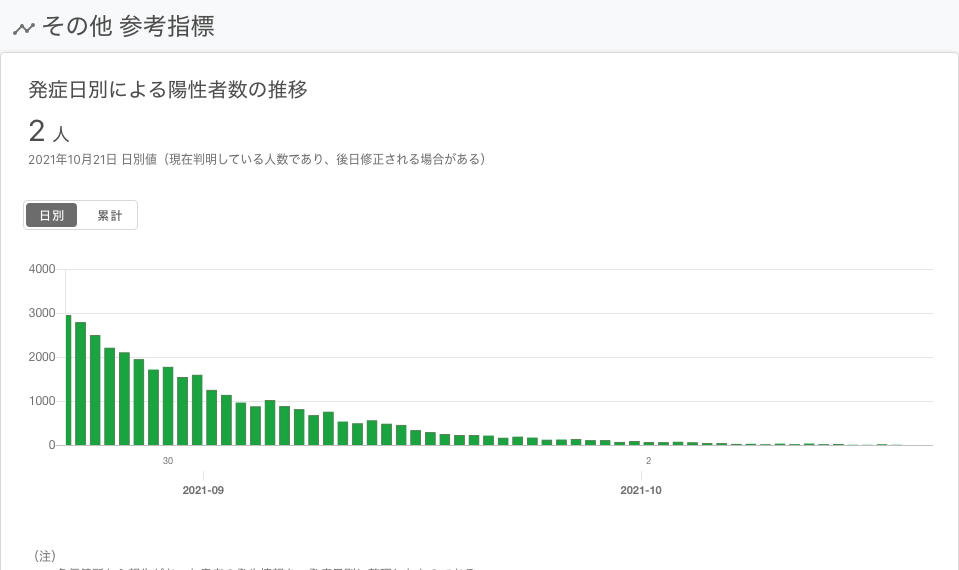 その他 参考指標
発症日別による陽性者数の推移
2 人
2021年10月21日 日別値（現在判明している人数であり、後日修正される場合がある）
日別 累計
4000
3000
2000
1000
0
30 2
2021-09 2021-10
（注）